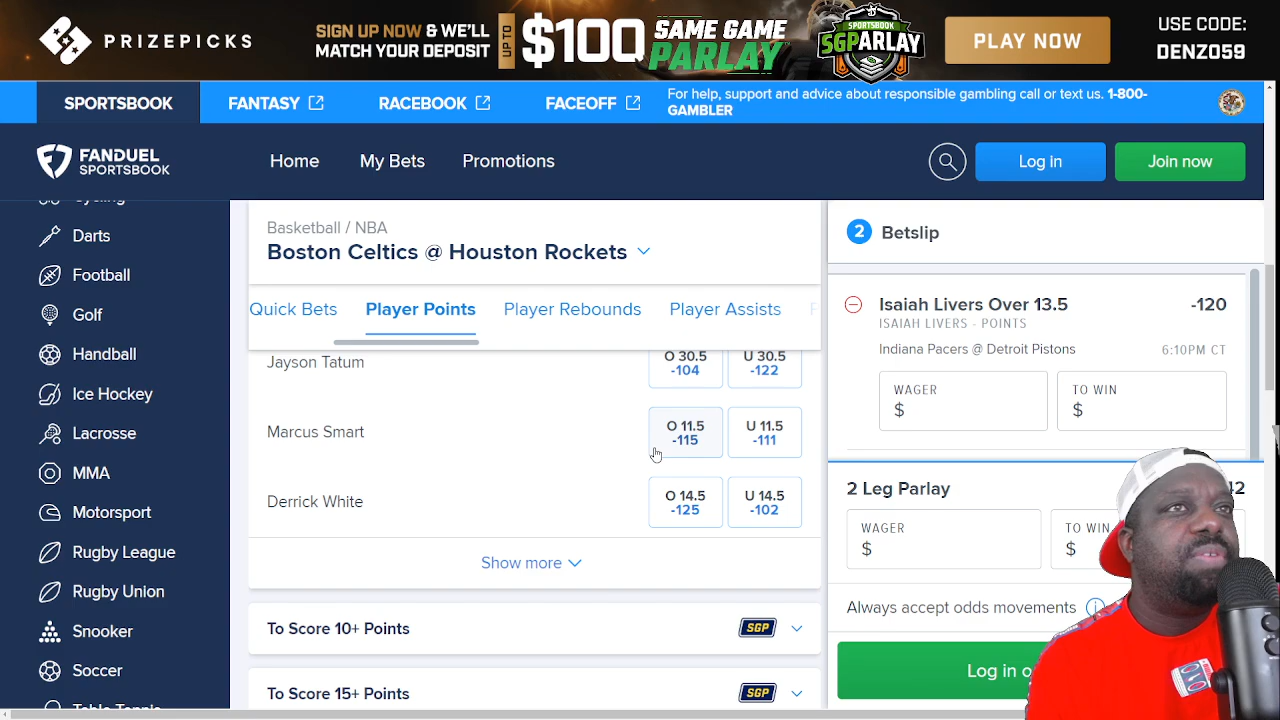 PRIZEPICKS
SIGN UP NOW & WE'LL
MATCH YOUR DEPOSIT
UP TO
$100
SAME GAME
PARLAY
SPORTSBOOK
SGPARLAY
PLAY NOW
USE CODE:
DENZO59
SPORTSBOOK
FANTASY
RACEBOOK
FACEOFF
For help, support and advice about responsible gambling call or text us. 1-800-
GAMBLER
FANDUEL
SPORTSBOOK
Home
My Bets
Promotions
Log in
Join now
Cycling
Darts
Football
Golf
Handball
Ice Hockey
Lacrosse
MMA
Motorsport
Rugby League
Rugby Union
Snooker
Soccer
Basketball / NBA
Boston Celtics @ Houston Rockets
Quick Bets
Player Points
Player Rebounds
Player Assists
Jayson Tatum
O 30.5
-104
U 30.5
-122
Marcus Smart
O 11.5
-115
U 11.5
-111
Derrick White
O 14.5
-125
U 14.5
-102
Show more
To Score 10+ Points
SGP
To Score 15+ Points
SGP
2 Betslip
Isaiah Livers Over 13.5
-120
ISAIAH LIVERS - POINTS
Indiana Pacers @ Detroit Pistons
6:10PM CT
WAGER
$
TO WIN
$
2 Leg Parlay
WAGER
$
TO WIN
$
Always accept odds movements
Log in